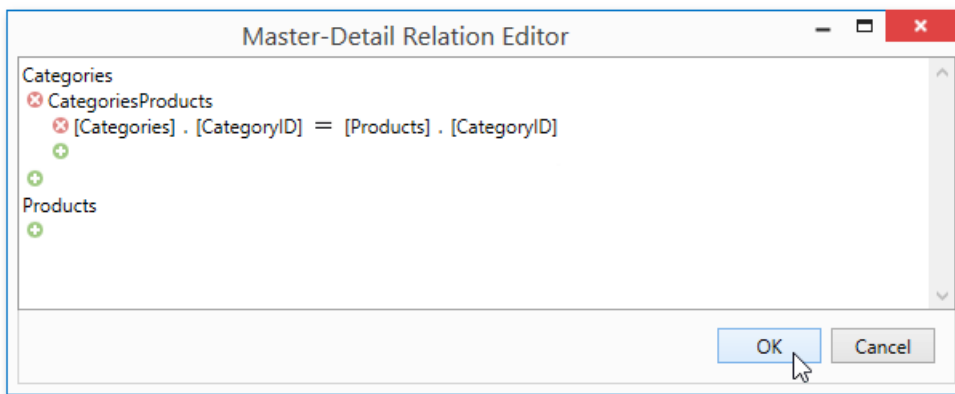 Master-Detail Relation Editor
Categories
CategoriesProducts
[Categories] . [CategoryID] = [Products] . [CategoryID]
Products
OK
Cancel